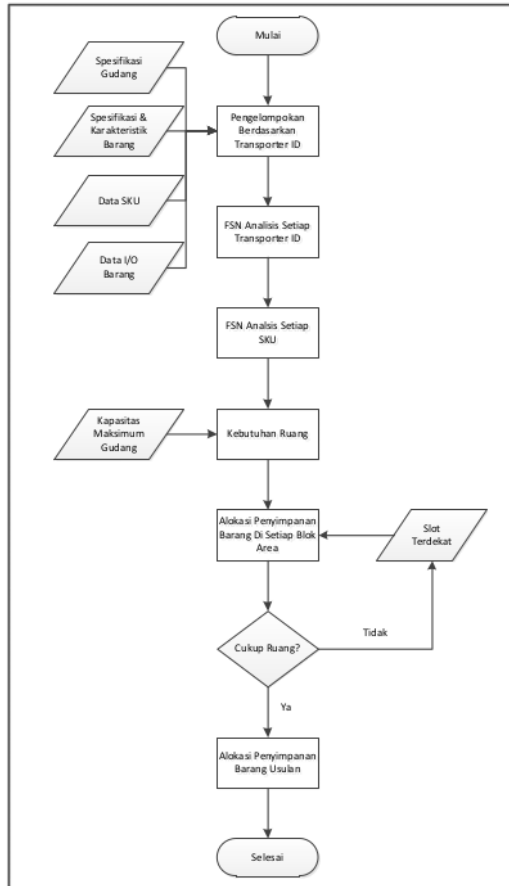 Mulai
Spesifikasi
Gudang
Spesifikasi &
Karakteristik
Barang
Pengelompokan
Berdasarkan
Transporter ID
Data SKU
FSN Analisis Setiap
Transporter ID
Data I/O
Barang
FSN Analsis Setiap
SKU
Kapasitas
Maksimum
Gudang
Kebutuhan Ruang
Alokasi Penyimpanan
Barang Di Setiap Blok
Area
Slot
Terdekat
Cukup Ruang?
Tidak
Ya
Alokasi Penyimpanan
Barang Usulan
Selesai